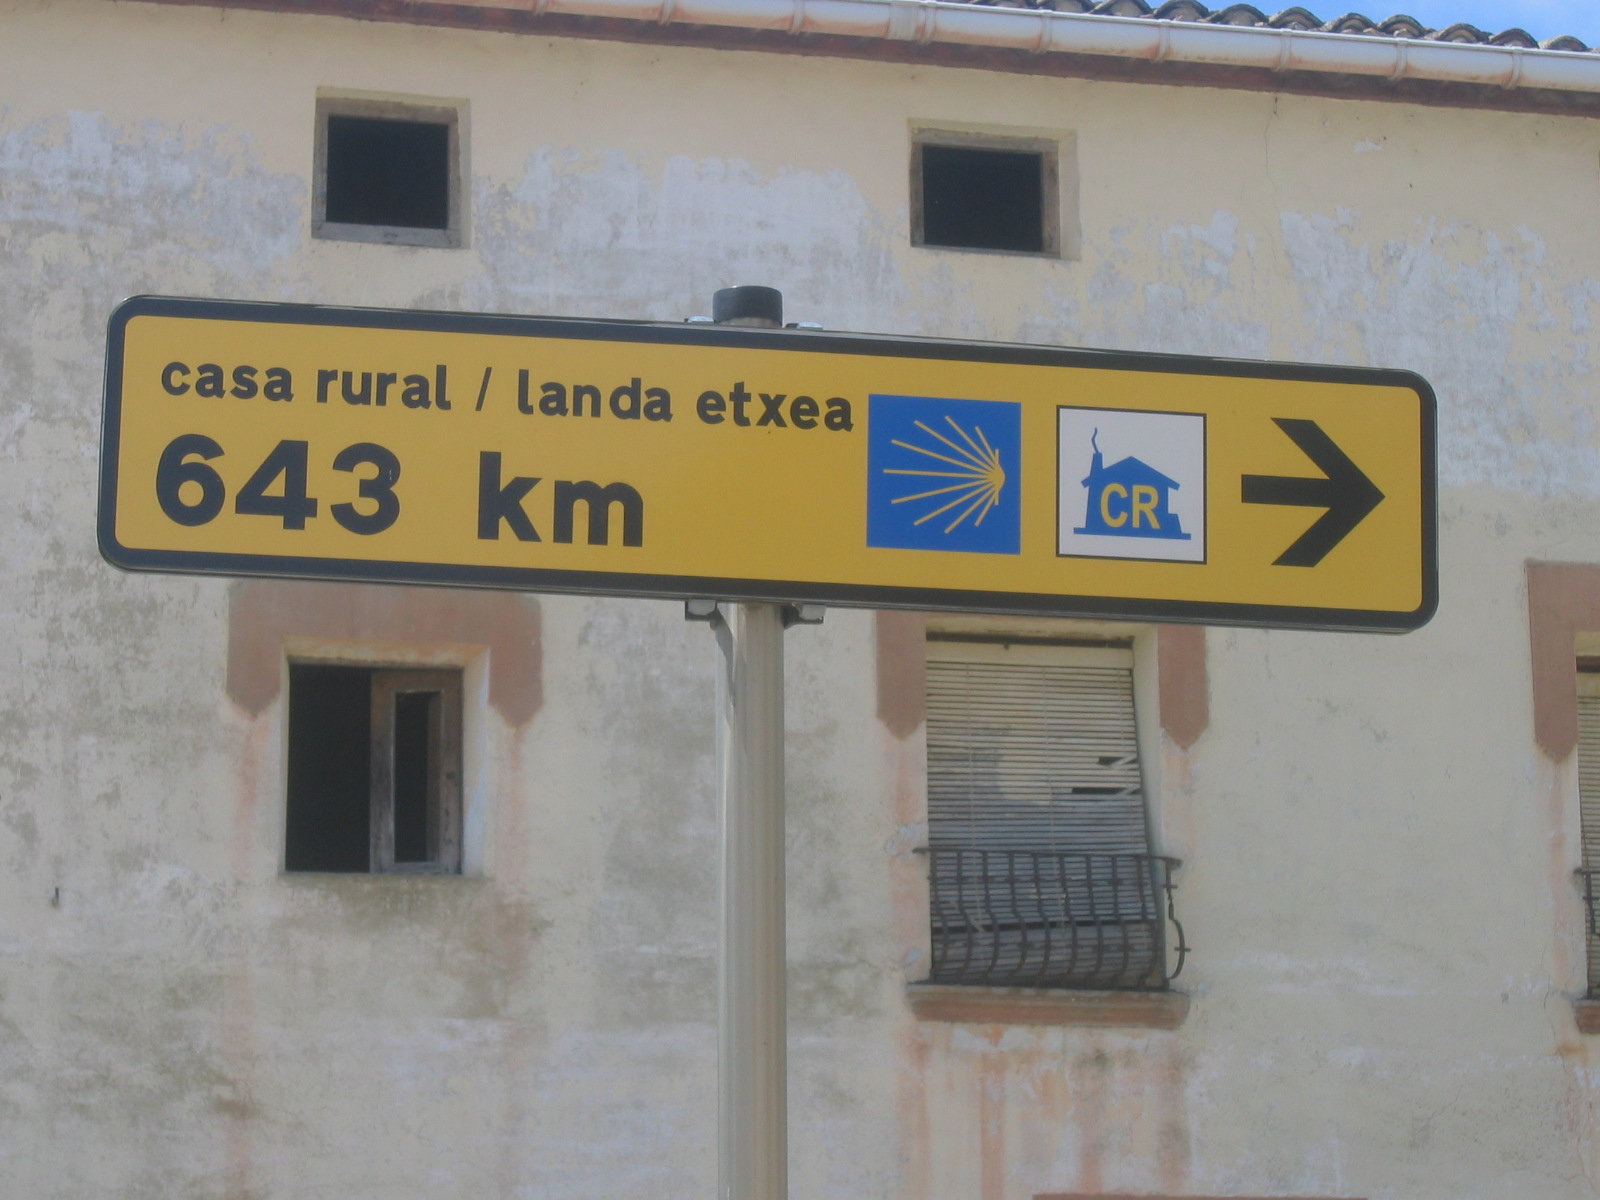 casa rural / landa etxea
643 km
CR